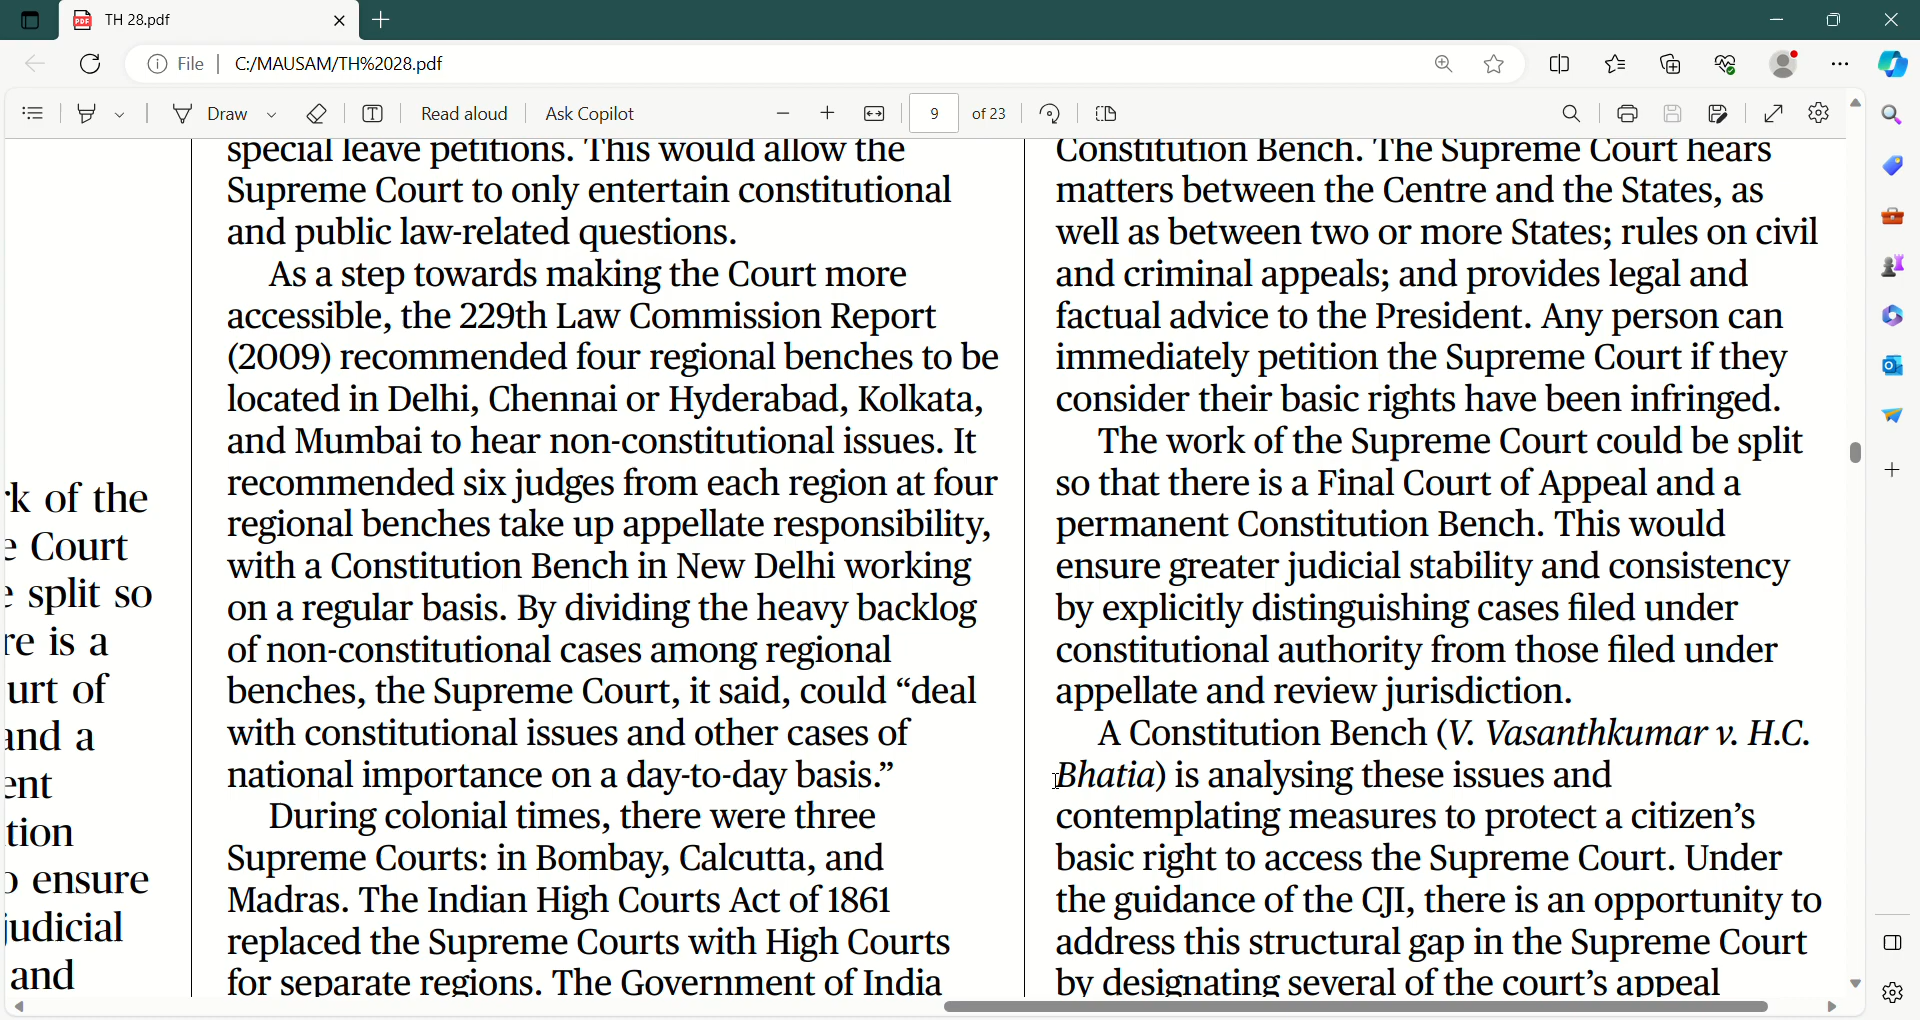 TH 28.pdf
File
C:/MAUSAM/TH%2028.pdf
Draw
Read aloud
Ask Copilot
9
of 23
rk of the
e Court
e split so
re is a
urt of
and a
ent
tion
o ensure
judicial
and
special leave petitions. This would allow the
Supreme Court to only entertain constitutional
and public law-related questions.
As a step towards making the Court more
accessible, the 229th Law Commission Report
(2009) recommended four regional benches to be
located in Delhi, Chennai or Hyderabad, Kolkata,
and Mumbai to hear non-constitutional issues. It
recommended six judges from each region at four
regional benches take up appellate responsibility,
with a Constitution Bench in New Delhi working
on a regular basis. By dividing the heavy backlog
of non-constitutional cases among regional
benches, the Supreme Court, it said, could “deal
with constitutional issues and other cases of
national importance on a day-to-day basis.”
During colonial times, there were three
Supreme Courts: in Bombay, Calcutta, and
Madras. The Indian High Courts Act of 1861
replaced the Supreme Courts with High Courts
for separate regions. The Government of India
Constitution Bench. The Supreme Court hears
matters between the Centre and the States, as
well as between two or more States; rules on civil
and criminal appeals; and provides legal and
factual advice to the President. Any person can
immediately petition the Supreme Court if they
consider their basic rights have been infringed.
The work of the Supreme Court could be split
so that there is a Final Court of Appeal and a
permanent Constitution Bench. This would
ensure greater judicial stability and consistency
by explicitly distinguishing cases filed under
constitutional authority from those filed under
appellate and review jurisdiction.
A Constitution Bench (V. Vasanthkumar v. H.C.
Bhatia) is analysing these issues and
contemplating measures to protect a citizen’s
basic right to access the Supreme Court. Under
the guidance of the CJI, there is an opportunity to
address this structural gap in the Supreme Court
by designating several of the court’s appeal